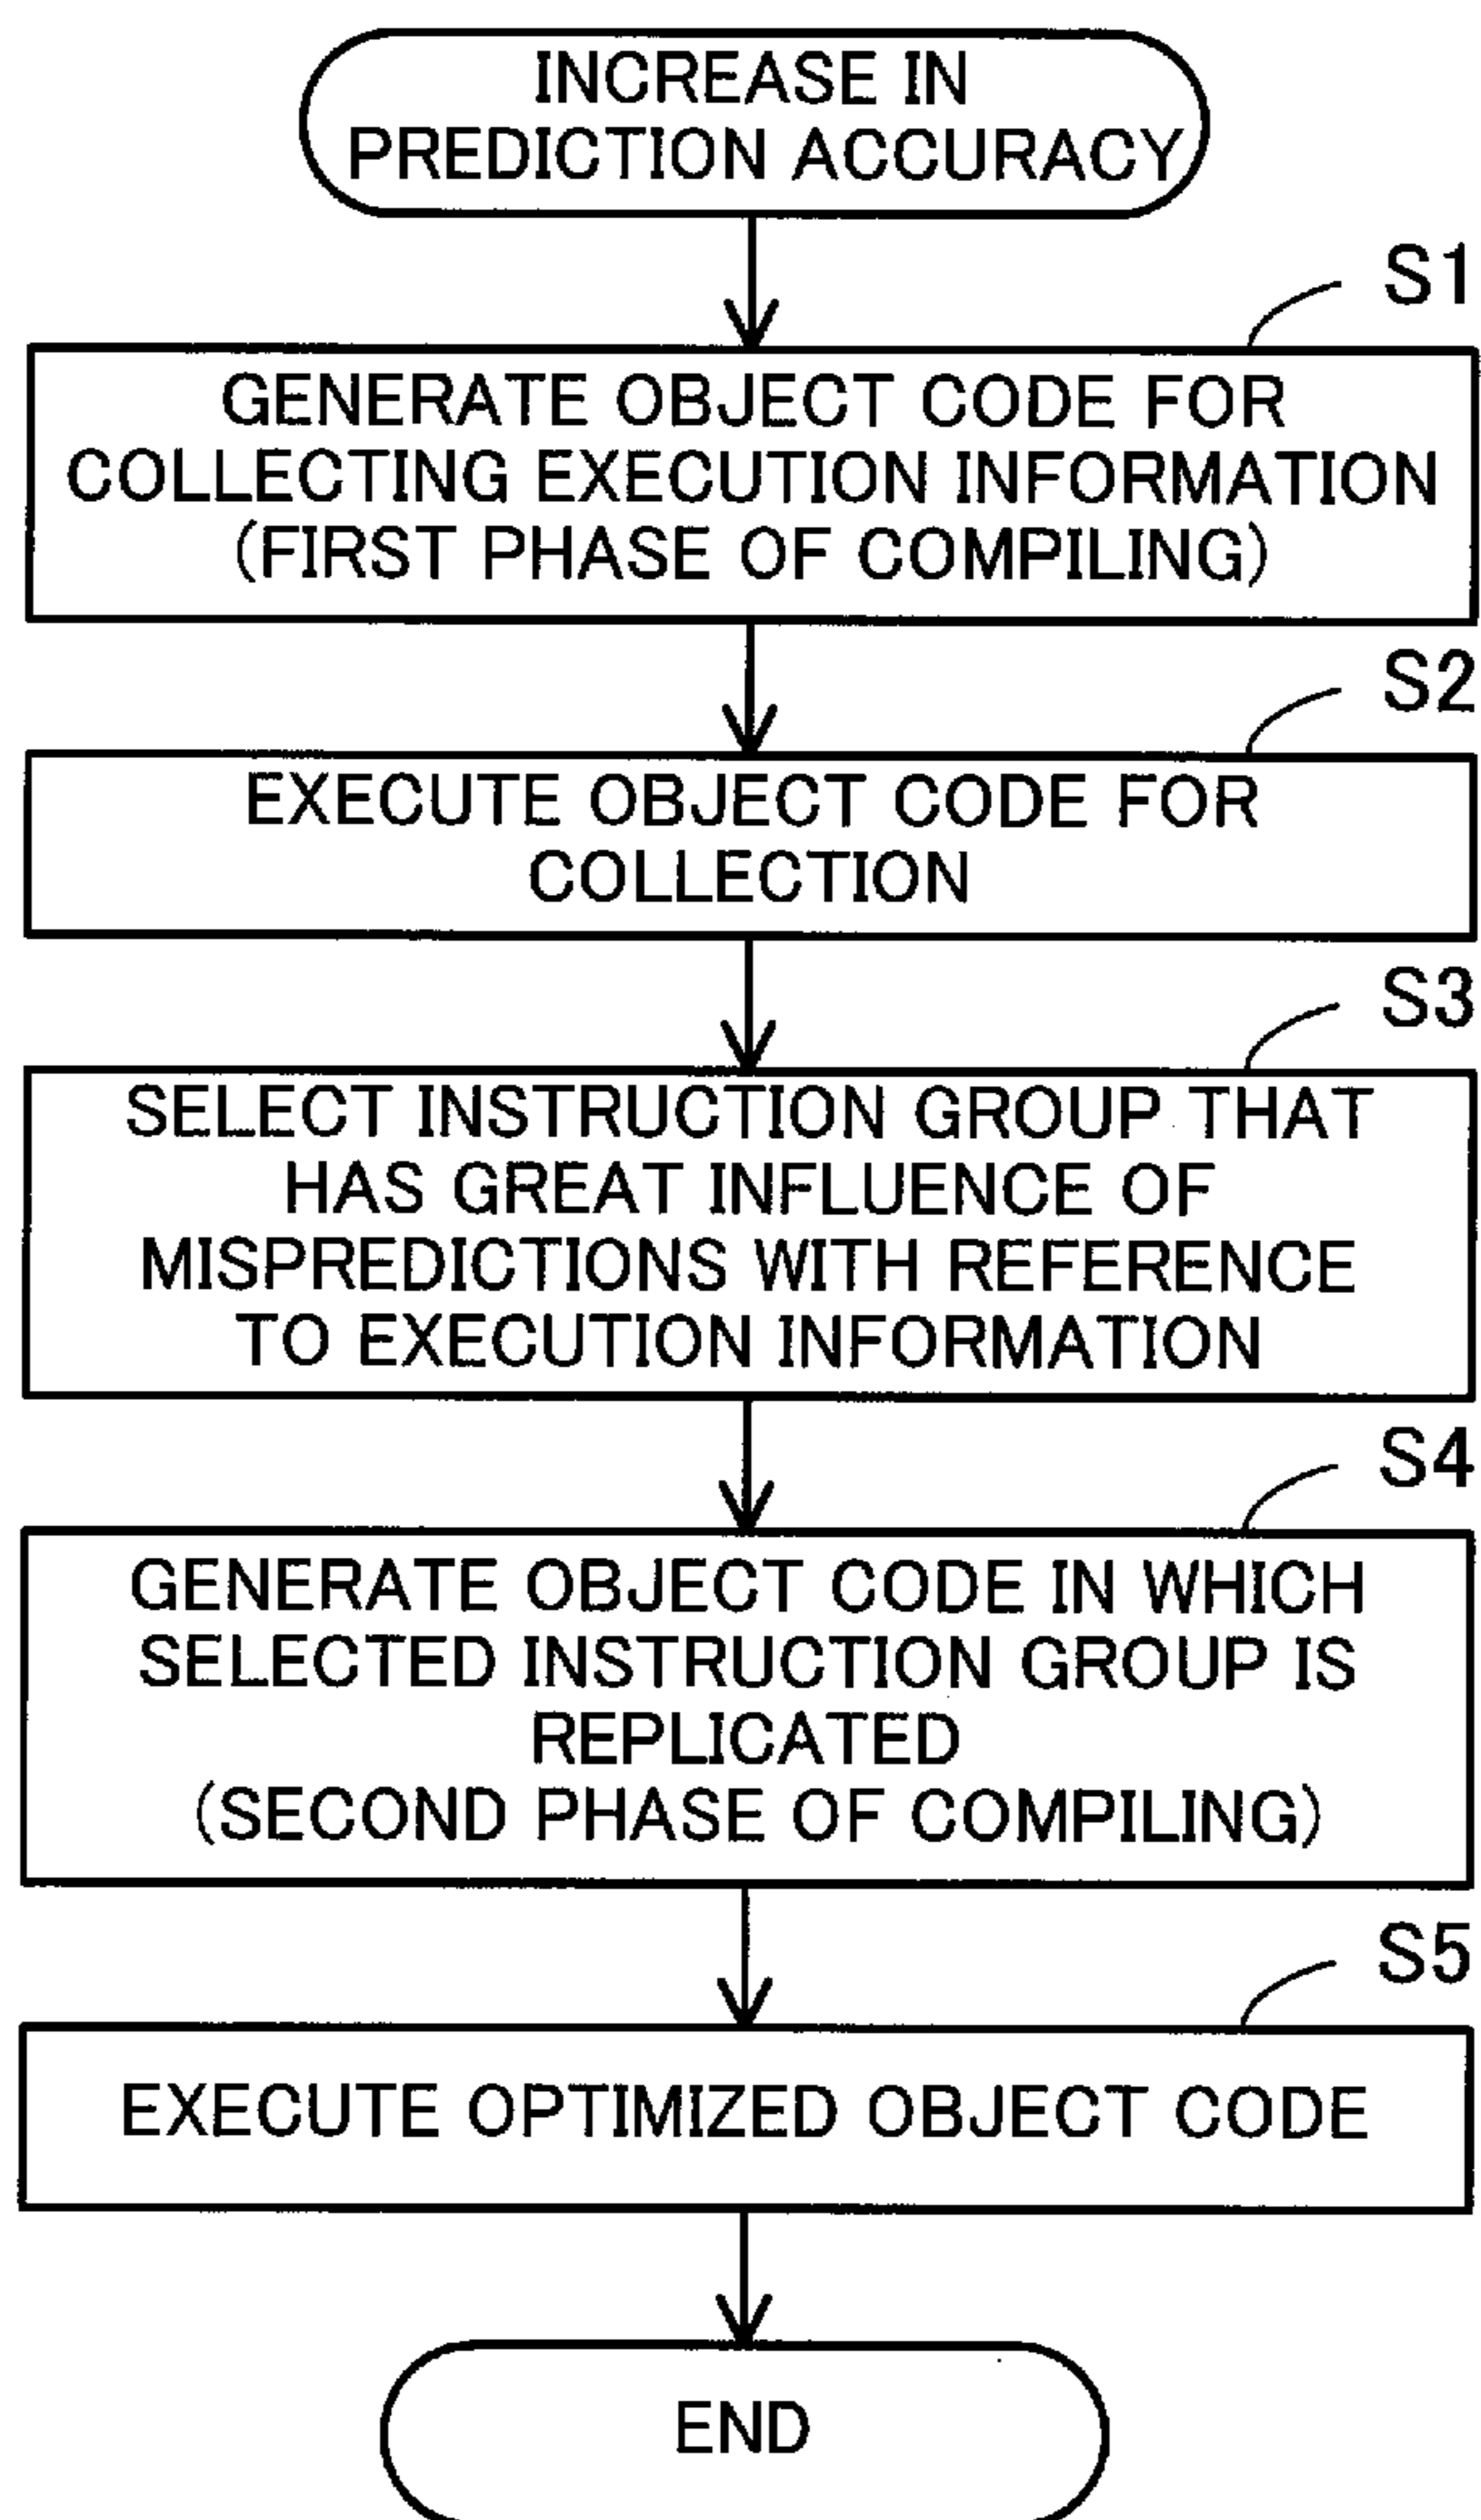 INCREASE IN
PREDICTION ACCURACY
S1
GENERATE OBJECT CODE FOR
COLLECTING EXECUTION INFORMATION
(FIRST PHASE OF COMPILING)
S2
EXECUTE OBJECT CODE FOR
COLLECTION
S3
SELECT INSTRUCTION GROUP THAT
HAS GREAT INFLUENCE OF
MISPREDICTIONS WITH REFERENCE
TO EXECUTION INFORMATION
S4
GENERATE OBJECT CODE IN WHICH
SELECTED INSTRUCTION GROUP IS
REPLICATED
(SECOND PHASE OF COMPILING)
S5
EXECUTE OPTIMIZED OBJECT CODE
END